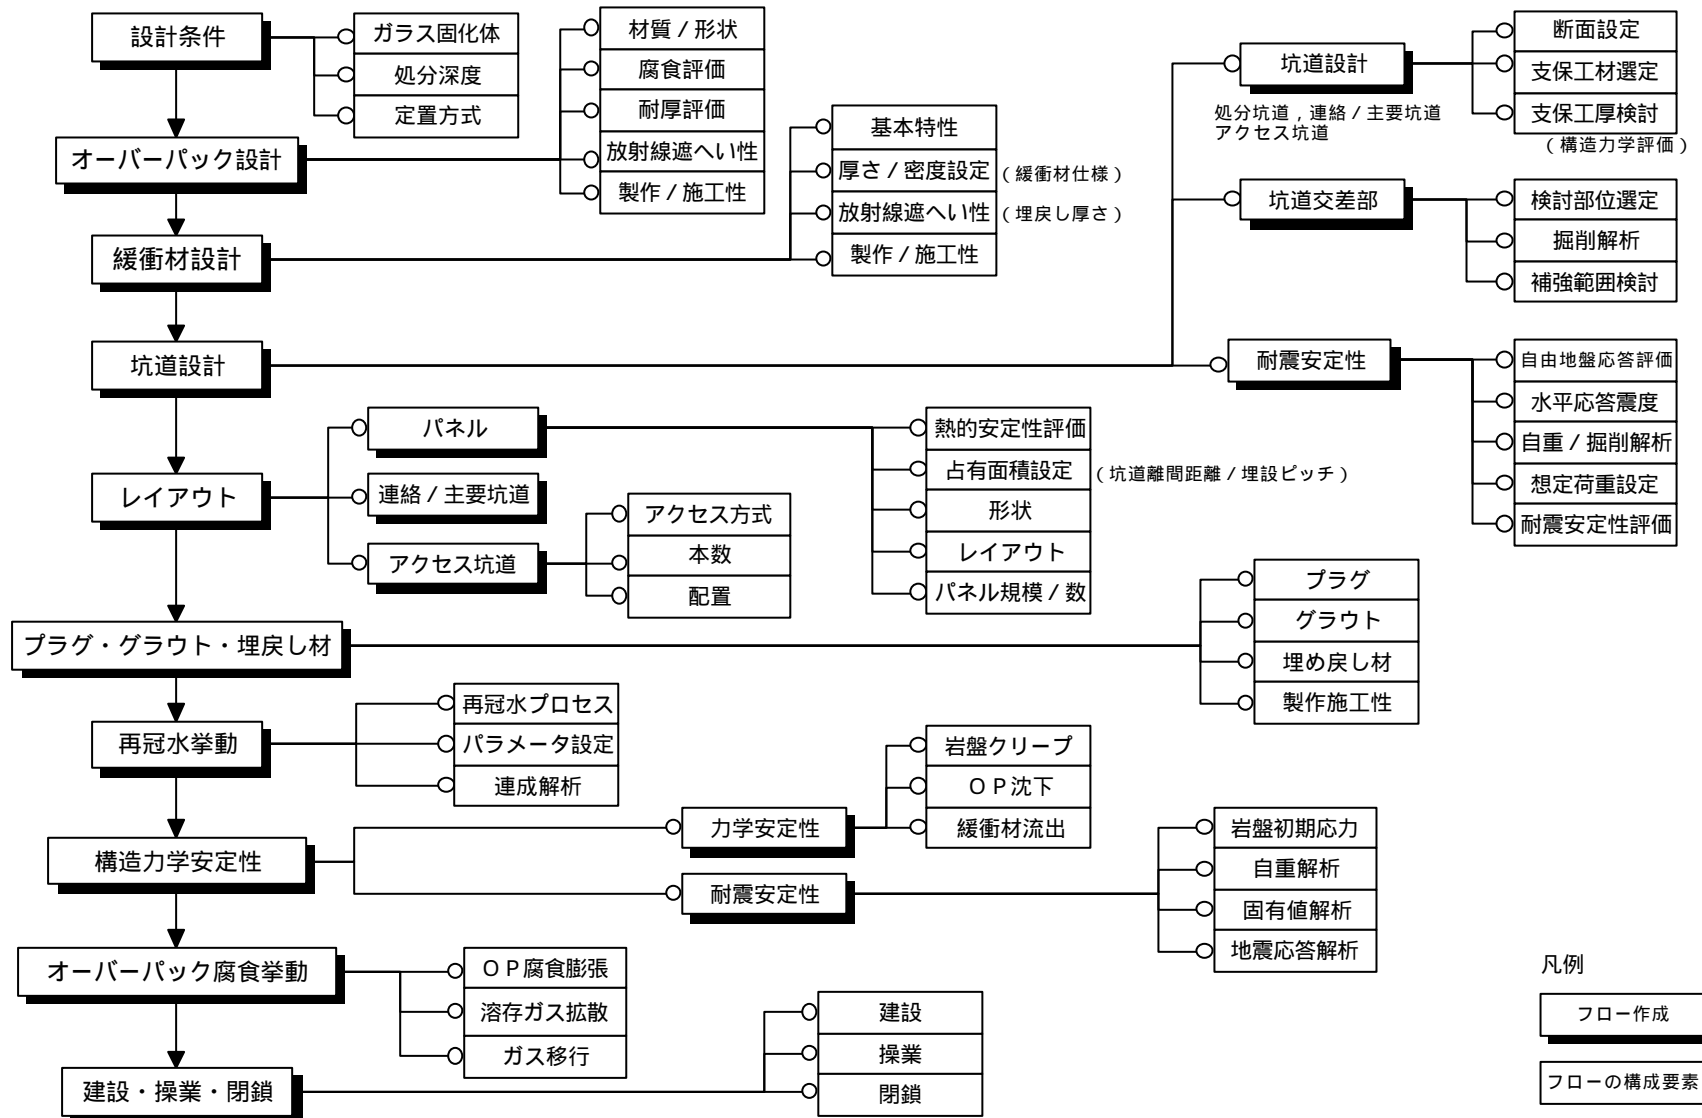 設計条件
ガラス固化体
処分深度
定置方式
オーバーパック設計
材質 / 形状
腐食評価
耐厚評価
放射線遮へい性
製作 / 施工性
緩衝材設計
基本特性
厚さ / 密度設定 (緩衝材仕様)
放射線遮へい性 (埋戻し厚さ)
製作 / 施工性
坑道設計
坑道設計
処分坑道，連絡 / 主要坑道
アクセス坑道
断面設定
支保工材選定
支保工厚検討
(構造力学評価)
坑道交差部
検討部位選定
掘削解析
補強範囲検討
耐震安定性
自由地盤応答評価
水平応答震度
自重 / 掘削解析
想定荷重設定
耐震安定性評価
レイアウト
パネル
熱的安定性評価
占有面積設定 (坑道離間距離 / 埋設ピッチ)
形状
レイアウト
パネル規模 / 数
連絡 / 主要坑道
アクセス坑道
アクセス方式
本数
配置
プラグ・グラウト・埋戻し材
プラグ
グラウト
埋め戻し材
製作施工性
再冠水挙動
再冠水プロセス
パラメータ設定
連成解析
構造力学安定性
力学安定性
岩盤クリープ
ＯＰ沈下
緩衝材流出
耐震安定性
岩盤初期応力
自重解析
固有値解析
地震応答解析
オーバーパック腐食挙動
ＯＰ腐食膨張
溶存ガス拡散
ガス移行
建設・操業・閉鎖
建設
操業
閉鎖
凡例
フロー作成
フローの構成要素